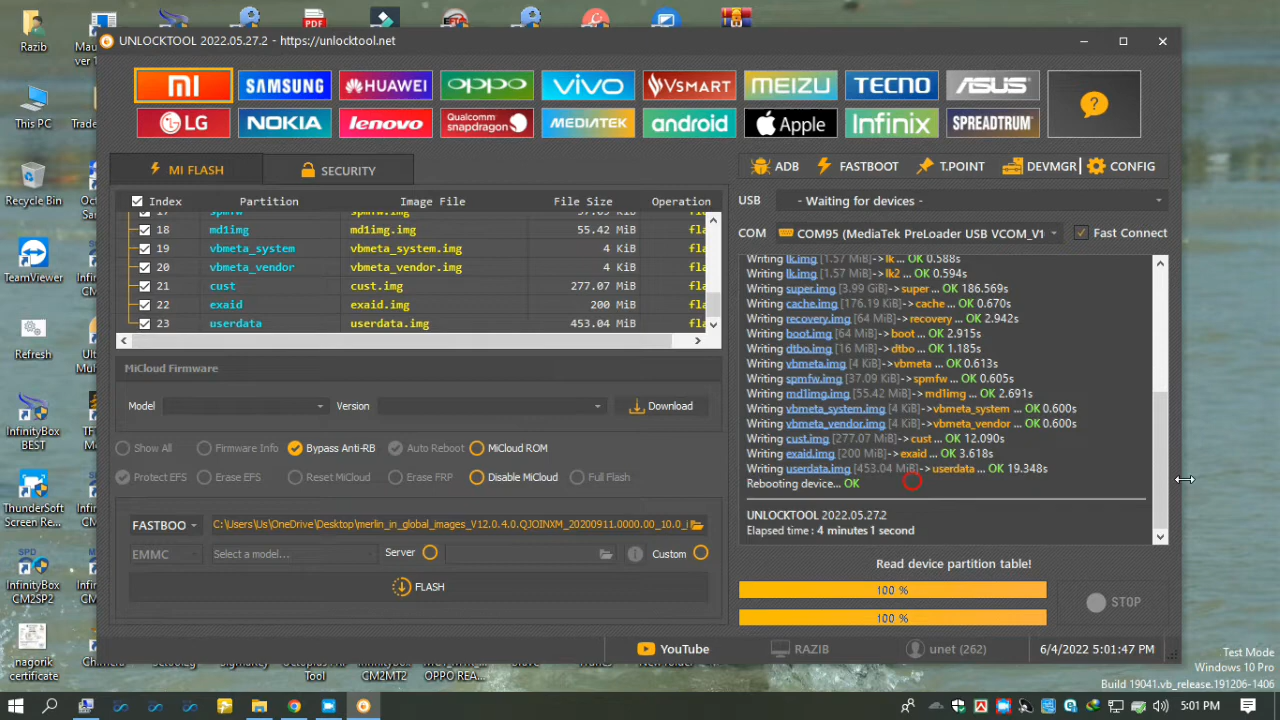 UNLOCKTOOL 2022.05.27.2 - https://unlocktool.net
Razib
This PC
Recycle Bin
TeamViewer
Refresh
InfinityBox
BEST
ThunderSoft
Screen Re...
InfinityBox
CM2SP2
nagorik
certificate
mi
SAMSUNG
HUAWEI
oppo
vivo
VSMART
MEIZU
TECNO
ASUS
?
LG
NOKIA
lenovo
Qualcomm
snapdragon
MEDIATEK
android
Apple
Infinix
SPREADTRUM
MI FLASH
SECURITY
ADB
FASTBOOT
T.POINT
DEVMGR
CONFIG
Index Partition Image File File Size Operation
17 spmfw spmfw.img 37.09 KiB
18 md1img md1img.img 55.42 MiB fla
19 vbmeta_system vbmeta_system.img 4 KiB fla
20 vbmeta_vendor vbmeta_vendor.img 4 KiB fla
21 cust cust.img 277.07 MiB fla
22 exaid exaid.img 200 MiB fla
23 userdata userdata.img 453.04 MiB fla
MiCloud Firmware
Model
Version
Download
Show All
Firmware Info
Bypass Anti-RB
Auto Reboot
MiCloud ROM
Protect EFS
Erase EFS
Reset MiCloud
Erase FRP
Disable MiCloud
Full Flash
FASTBOO
C:\Users\Us\OneDrive\Desktop\merlin_in_global_images_V12.0.4.0.QJOINXM_20200911.0000.00_10.0_i
EMMC
Select a model...
Server
Custom
FLASH
USB
- Waiting for devices -
COM
COM95 (MediaTek PreLoader USB VCOM_V1
Fast Connect
Writing lk.img [1.57 MiB]->lk ... OK 0.588s
Writing lk.img [1.57 MiB]->lk2 ... OK 0.594s
Writing super.img [3.99 GiB]->super ... OK 186.569s
Writing cache.img [176.19 KiB]->cache ... OK 0.670s
Writing recovery.img [64 MiB]->recovery ... OK 2.942s
Writing boot.img [64 MiB]->boot ... OK 2.915s
Writing dtbo.img [16 MiB]->dtbo ... OK 1.185s
Writing vbmeta.img [4 KiB]->vbmeta ... OK 0.613s
Writing spmfw.img [37.09 KiB]->spmfw ... OK 0.605s
Writing md1img.img [55.42 MiB]->md1img ... OK 2.691s
Writing vbmeta_system.img [4 KiB]->vbmeta_system ... OK 0.600s
Writing vbmeta_vendor.img [4 KiB]->vbmeta_vendor ... OK 0.600s
Writing cust.img [277.07 MiB]->cust ... OK 12.090s
Writing exaid.img [200 MiB]->exaid ... OK 3.618s
Writing userdata.img [453.04 MiB]->userdata ... OK 19.348s
Rebooting device... OK
UNLOCKTOOL 2022.05.27.2
Elapsed time : 4 minutes 1 second
Read device partition table!
100 %
100 %
STOP
YouTube
RAZIB
unet (262)
6/4/2022 5:01:47 PM
Tool
CM2MT2
OPPO REA...
Test Mode
Windows 10 Pro
Build 19041.vb_release.191206-1406
5:01 PM